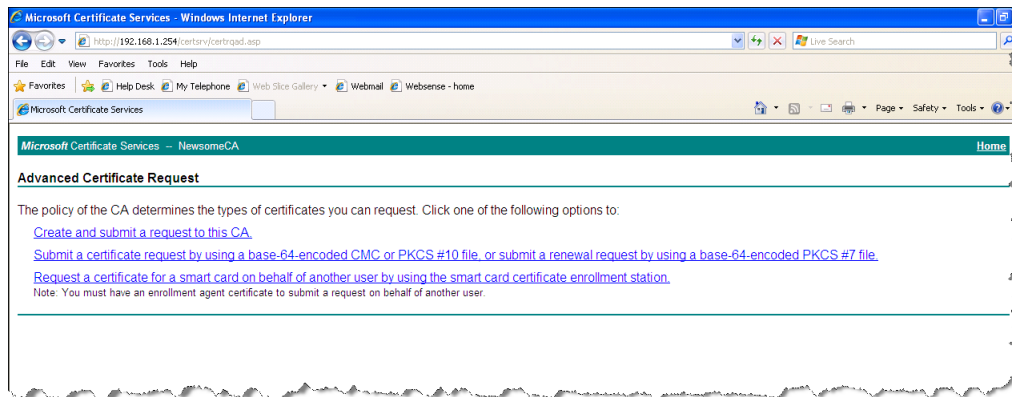 Microsoft Certificate Services - Windows Internet Explorer
http://192.168.1.254/certsrv/certrqad.asp
Live Search
File Edit View Favorites Tools Help
Favorites Help Desk My Telephone Web Slice Gallery Webmail Websense - home
Microsoft Certificate Services Page Safety Tools
Microsoft Certificate Services -- NewsomeCA Home
Advanced Certificate Request
The policy of the CA determines the types of certificates you can request. Click one of the following options to:
Create and submit a request to this CA.
Submit a certificate request by using a base-64-encoded CMC or PKCS #10 file, or submit a renewal request by using a base-64-encoded PKCS #7 file.
Request a certificate for a smart card on behalf of another user by using the smart card certificate enrollment station.
Note: You must have an enrollment agent certificate to submit a request on behalf of another user.